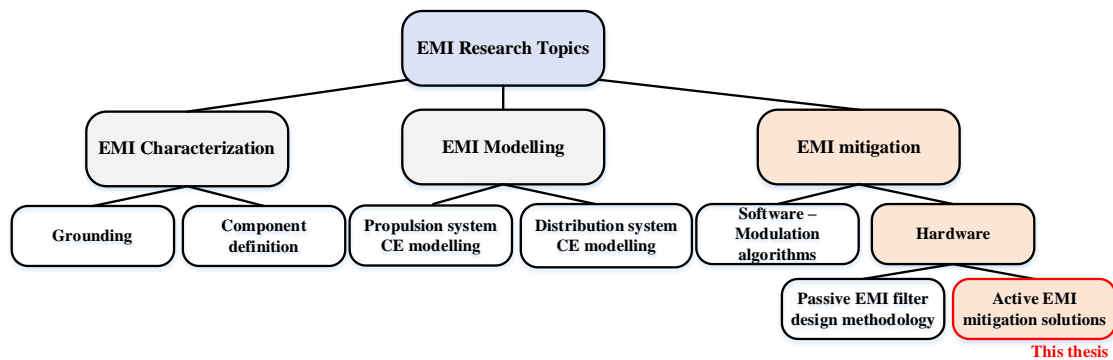 EMI Research Topics
EMI Characterization
EMI Modelling
EMI mitigation
Grounding
Component
definition
Propulsion system
CE modelling
Distribution system
CE modelling
Software –
Modulation
algorithms
Hardware
Passive EMI filter
design methodology
Active EMI
mitigation solutions
This thesis